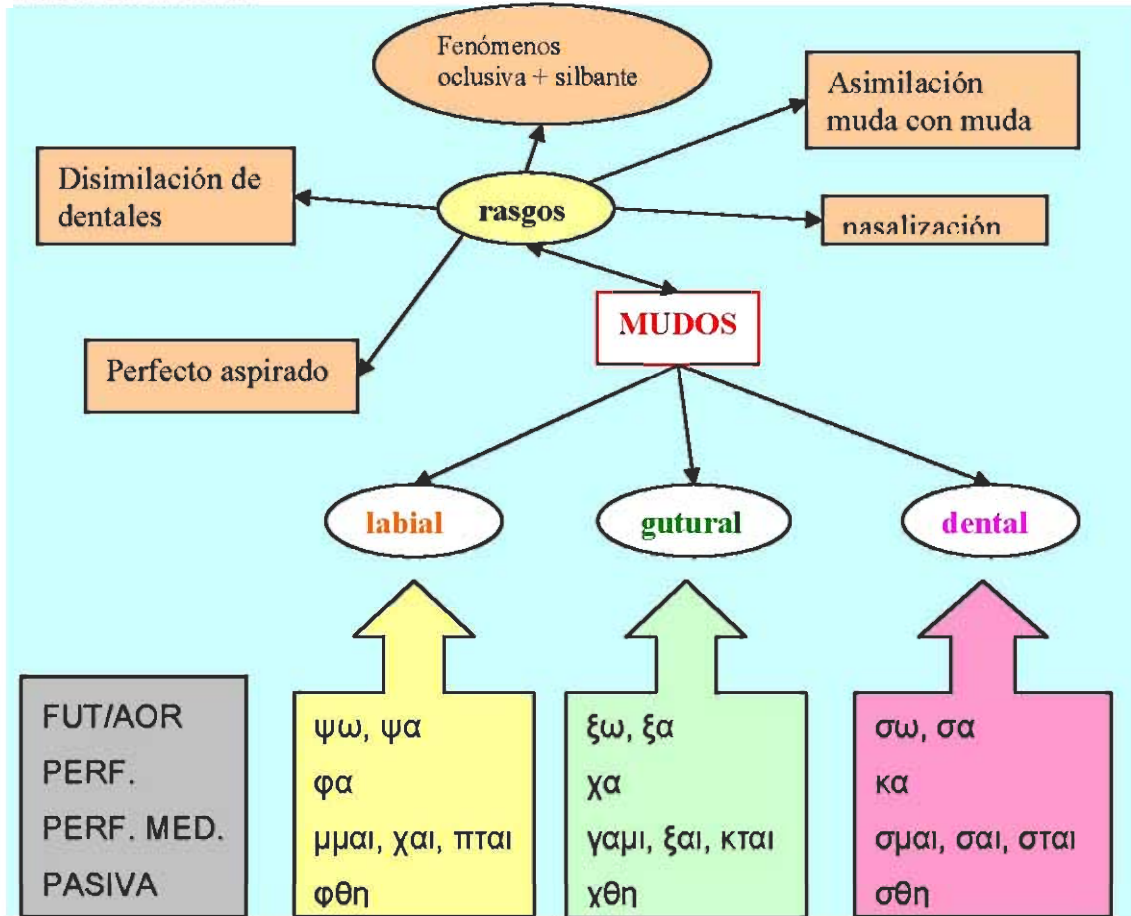 Fenómenos
oclusiva + silbante
Asimilación
muda con muda
Disimilación de
dentales
rasgos
nasalización
MUDOS
Perfecto aspirado
labial
gutural
dental
FUT/AOR
PERF.
PERF. MED.
PASIVA
ψω, ψα
φα
μμαι, χαι, πται
φθη
ξω, ξα
χα
γαμι, ξαι, κται
χθη
σω, σα
κα
σμαι, σαι, σται
σθη